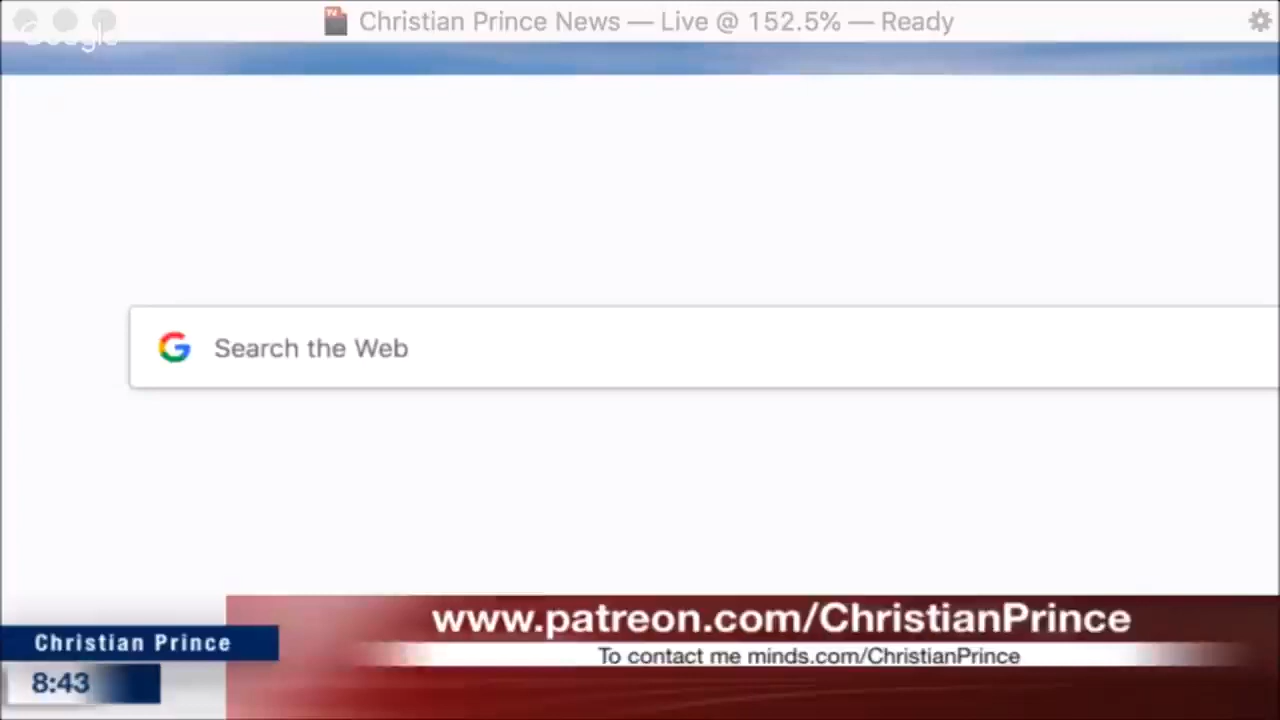 Christian Prince News — Live @ 152.5% — Ready
Google
Search the Web
www.patreon.com/ChristianPrince
To contact me minds.com/ChristianPrince
Christian Prince
8:43